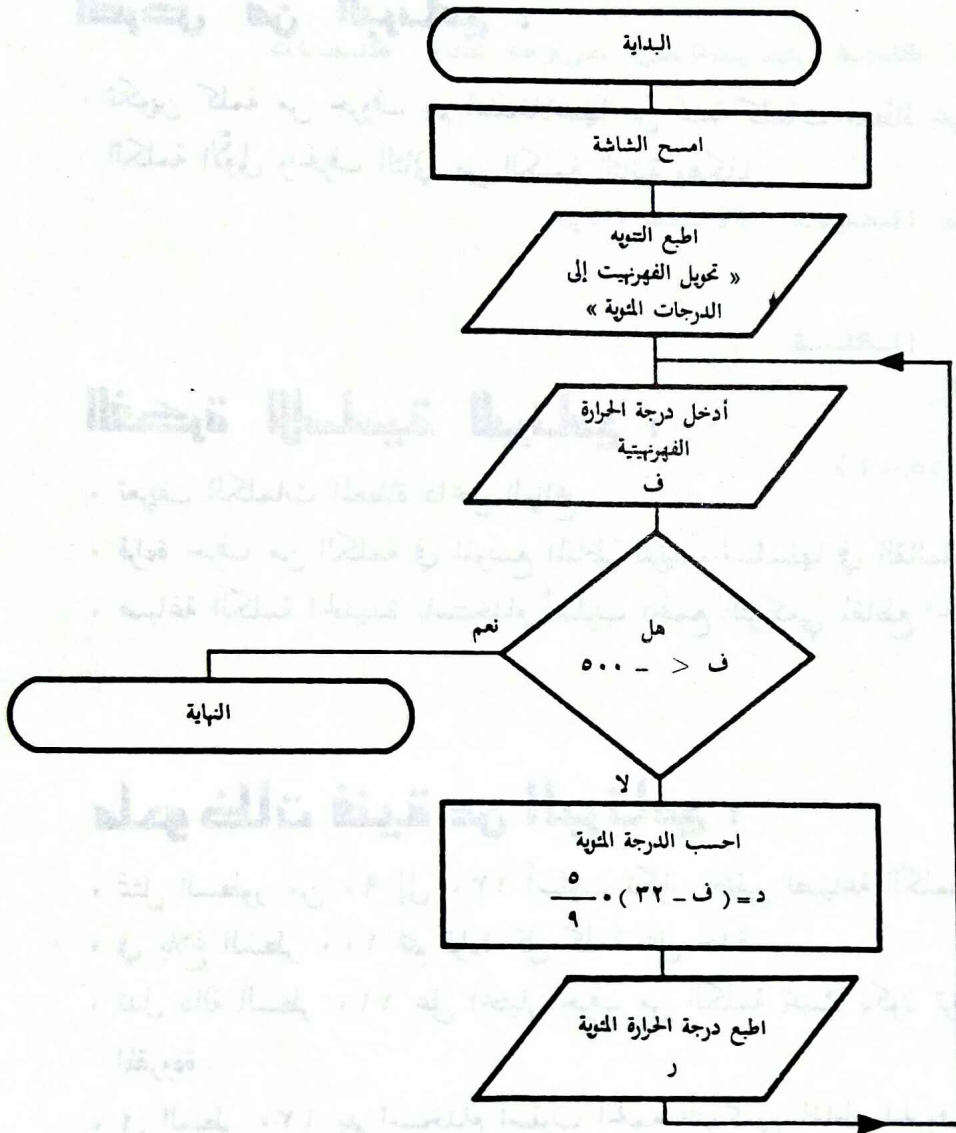 البداية
امسح الشاشة
اطبع التنويه
« تحويل الفهرنهيت إلى
الدرجات المئوية »
أدخل درجة الحرارة
الفهرنهيتية
ف
هل
ف < - ٥٠٠
نعم
النهاية
لا
احسب الدرجة المئوية
د = ( ف - ٣٢ ) • ٥
٩
اطبع درجة الحرارة المئوية
ر